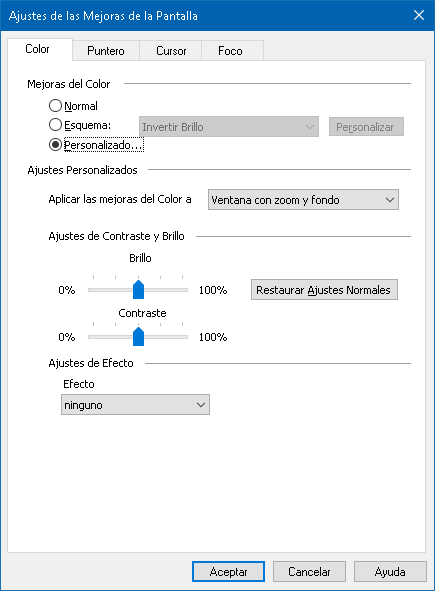 Ajustes de las Mejoras de la Pantalla
Color Puntero Cursor Foco
Mejoras del Color
Normal
Esquema: Invertir Brillo Personalizar
Personalizado...
Ajustes Personalizados
Aplicar las mejoras del Color a Ventana con zoom y fondo
Ajustes de Contraste y Brillo
Brillo
0% 100% Restaurar Ajustes Normales
Contraste
0% 100%
Ajustes de Efecto
Efecto
ninguno
Aceptar Cancelar Ayuda